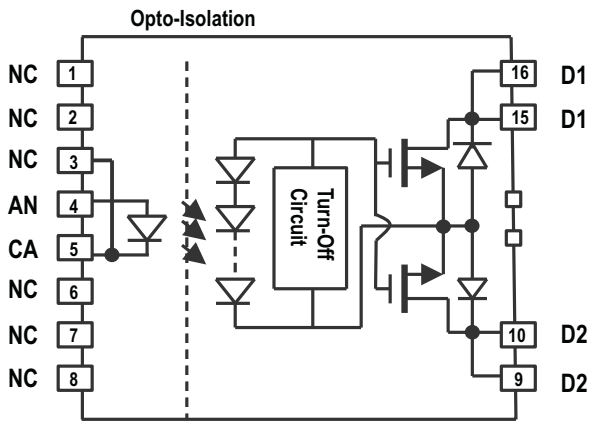 Opto-Isolation
NC 1
NC 2
NC 3
AN 4
CA 5
NC 6
NC 7
NC 8
Turn-Off
Circuit
16 D1
15 D1
10 D2
9 D2